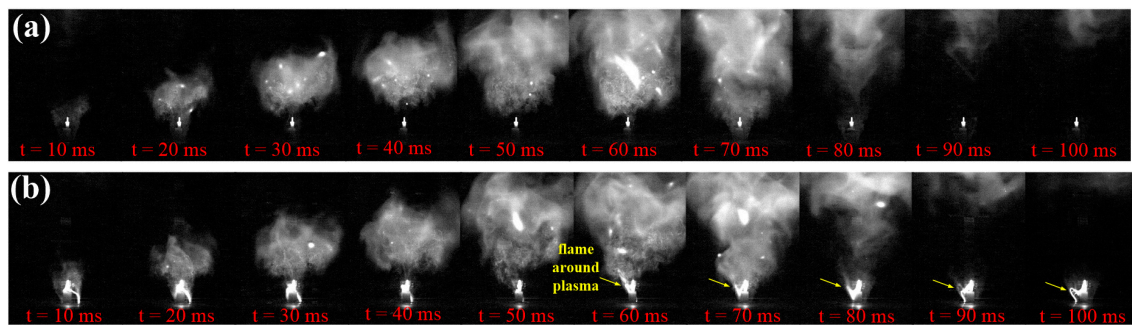 (a)
t = 10 ms t = 20 ms t = 30 ms t = 40 ms t = 50 ms t = 60 ms t = 70 ms t = 80 ms t = 90 ms t = 100 ms
(b)
flame
around
plasma
t = 10 ms t = 20 ms t = 30 ms t = 40 ms t = 50 ms t = 60 ms t = 70 ms t = 80 ms t = 90 ms t = 100 ms